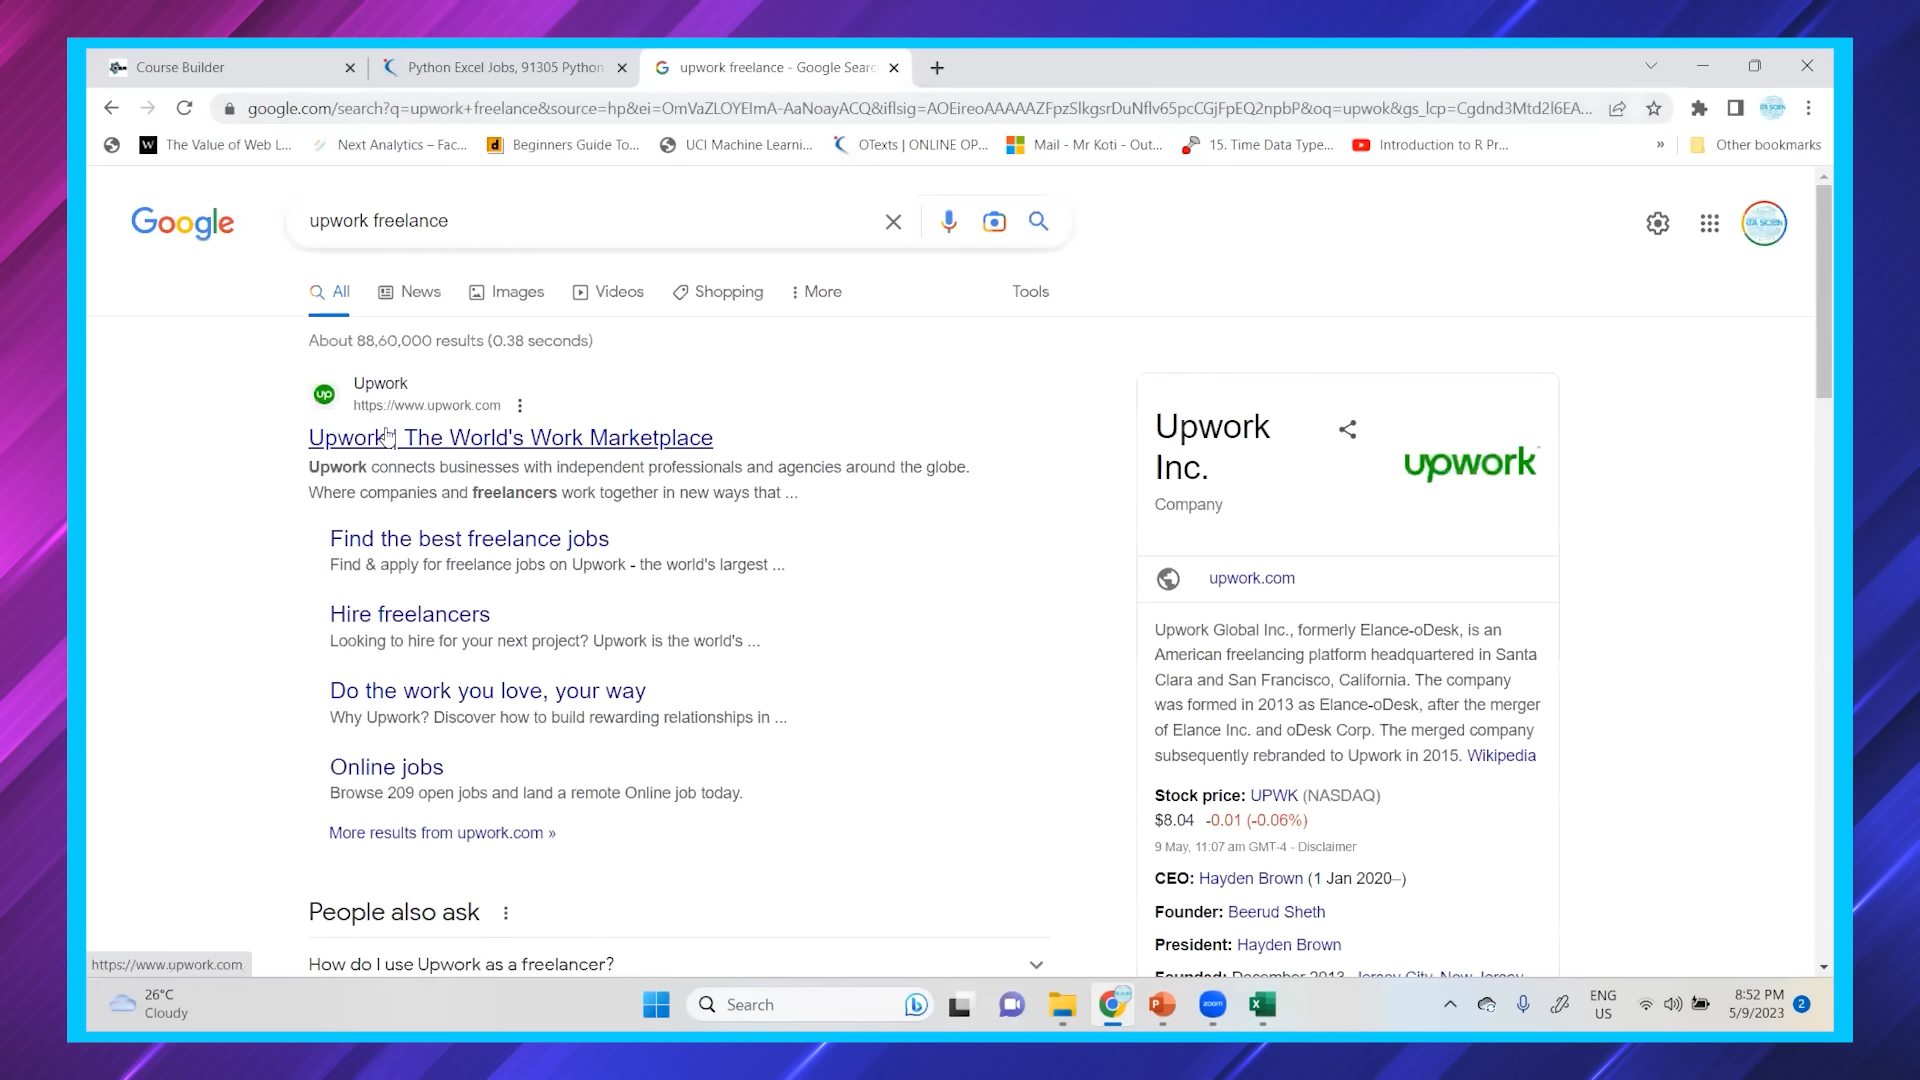 Course Builder
Python Excel Jobs, 91305 Python
upwork freelance - Google Searc
google.com/search?q=upwork+freelance&source=hp&ei=OmVaZLOYEImA-AaNoayACQ&iflsig=AOEireoAAAAAZFpzSlkgsrDuNflv65pcCGjFpEQ2npbP&oq=upwok&gs_lcp=Cgdnd3Mtd2l6EA...
W The Value of Web L...
Next Analytics – Fac...
Beginners Guide To...
UCI Machine Learni...
OTexts | ONLINE OP...
Mail - Mr Koti - Out...
15. Time Data Type...
Introduction to R Pr...
»
Other bookmarks
Google
upwork freelance
All
News
Images
Videos
Shopping
More
Tools
About 88,60,000 results (0.38 seconds)
up
Upwork
https://www.upwork.com
Upwork | The World's Work Marketplace
Upwork connects businesses with independent professionals and agencies around the globe.
Where companies and freelancers work together in new ways that ...
Find the best freelance jobs
Find & apply for freelance jobs on Upwork - the world's largest ...
Hire freelancers
Looking to hire for your next project? Upwork is the world's ...
Do the work you love, your way
Why Upwork? Discover how to build rewarding relationships in ...
Online jobs
Browse 209 open jobs and land a remote Online job today.
More results from upwork.com »
People also ask
How do I use Upwork as a freelancer?
Upwork
Inc.
Company
upwork
upwork.com
Upwork Global Inc., formerly Elance-oDesk, is an
American freelancing platform headquartered in Santa
Clara and San Francisco, California. The company
was formed in 2013 as Elance-oDesk, after the merger
of Elance Inc. and oDesk Corp. The merged company
subsequently rebranded to Upwork in 2015. Wikipedia
Stock price: UPWK (NASDAQ)
$8.04 -0.01 (-0.06%)
9 May, 11:07 am GMT-4 - Disclaimer
CEO: Hayden Brown (1 Jan 2020–)
Founder: Beerud Sheth
President: Hayden Brown
Founded: December 2013, Jersey City, New Jersey
https://www.upwork.com
26°C
Cloudy
Search
zoom
ENG
US
8:52 PM
5/9/2023
2